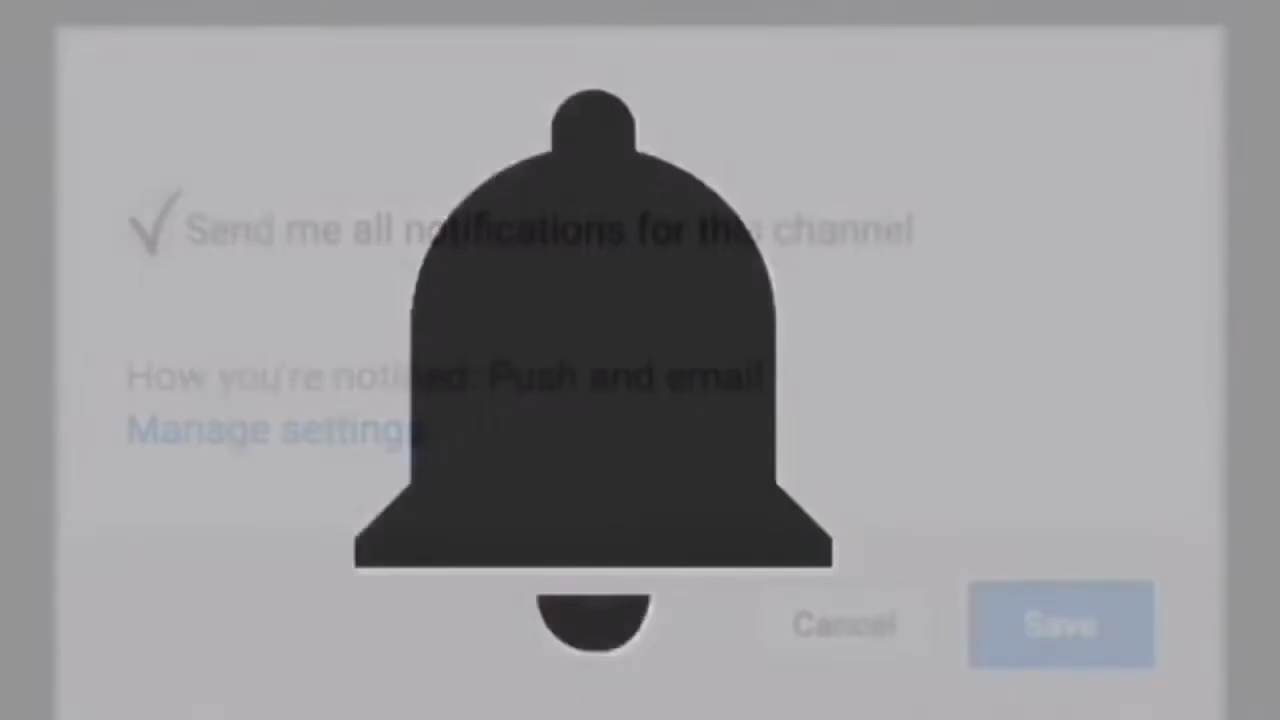 Send me all notifications for this channel
How you're notified: Push and email
Manage settings
Cancel
Save